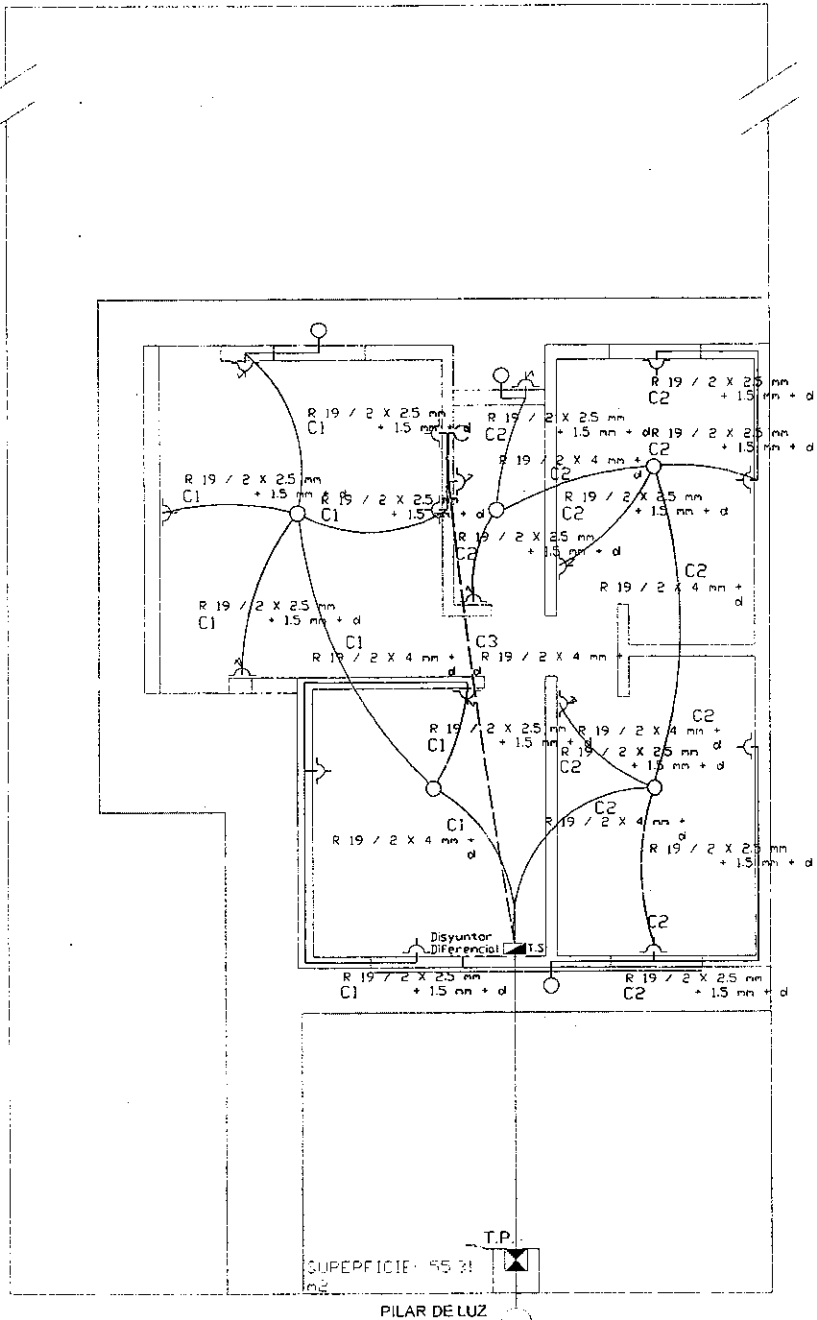 R 19 / 2 X 2.5 mm
+ 1.5 mm + d
C2
R 19 / 2 X 2.5 mm
+ 1.5 mm + d
C1
R 19 / 2 X 2.5 mm
+ 1.5 mm + d
C2
R 19 / 2 X 2.5 mm
+ 1.5 mm + d
C2
R 19 / 2 X 4 mm +
d
C2
R 19 / 2 X 2.5 mm
+ 1.5 mm + d
C1
R 19 / 2 X 2.5 mm
+ 1.5 mm + d
C1
R 19 / 2 X 2.5 mm
+ 1.5 mm + d
C2
R 19 / 2 X 2.5 mm
+ 1.5 mm + d
C2
R 19 / 2 X 4 mm +
d
C2
R 19 / 2 X 2.5 mm
+ 1.5 mm + d
C1
C1
R 19 / 2 X 4 mm +
d
C3
R 19 / 2 X 4 mm +
d
R 19 / 2 X 2.5 mm
+ 1.5 mm + d
C1
C2
R 19 / 2 X 4 mm +
d
R 19 / 2 X 2.5 mm
+ 1.5 mm + d
C2
C1
R 19 / 2 X 4 mm +
d
C2
R 19 / 2 X 4 mm +
d
R 19 / 2 X 2.5 mm
+ 1.5 mm + d
C2
Disyuntor
Diferencial
T.S
R 19 / 2 X 2.5 mm
+ 1.5 mm + d
C1
R 19 / 2 X 2.5 mm
+ 1.5 mm + d
C2
T.P.
SUPERFICIE: 55.31
m2
PILAR DE LUZ